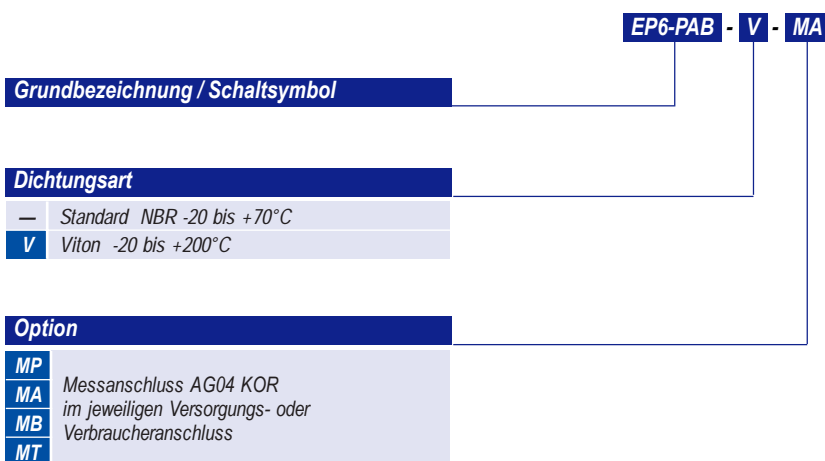 EP6-PAB - V - MA
Grundbezeichnung / Schaltsymbol
Dichtungsart
— Standard NBR -20 bis +70°C
V Viton -20 bis +200°C
Option
MP
MA
MB
MT
Messanschluss AG04 KOR
im jeweiligen Versorgungs- oder
Verbraucheranschluss